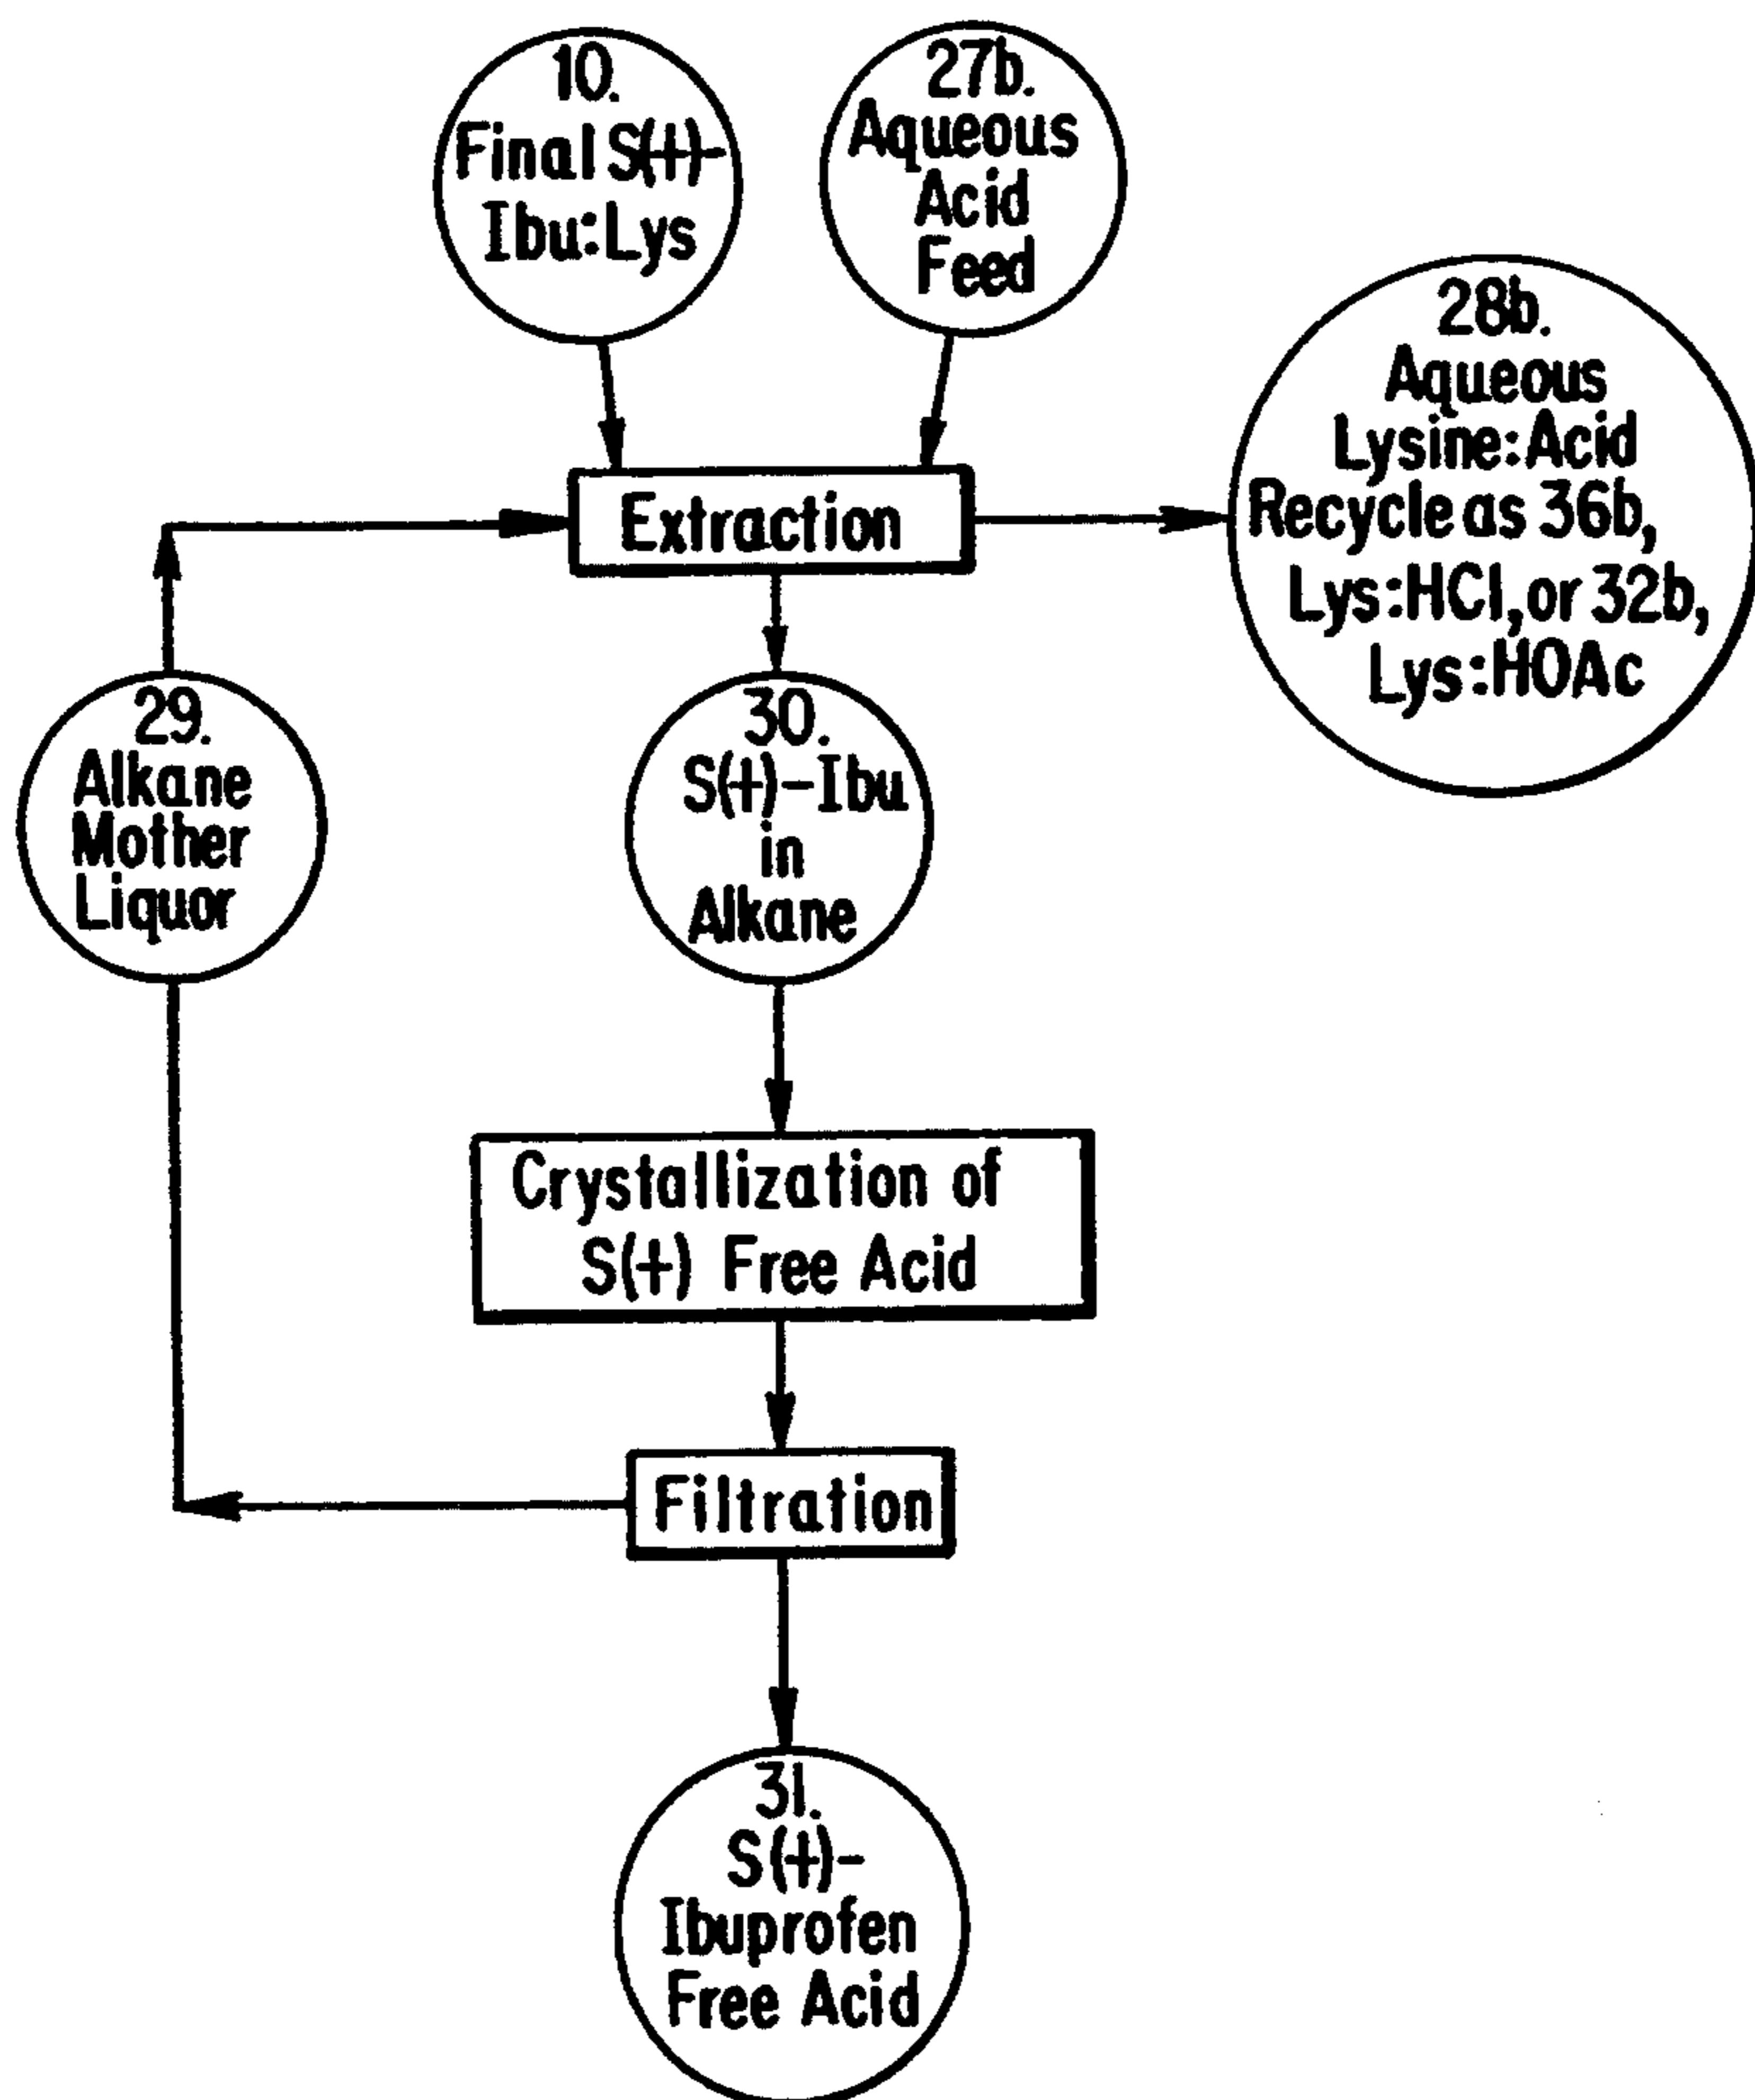 10.
Final S(+)-
Ibu:Lys
27b.
Aqueous
Acid
Feed
28b.
Aqueous
Lysine:Acid
Recycle as 36b,
Lys:HCl, or 32b,
Lys:HOAc
Extraction
29.
Alkane
Mother
Liquor
30.
S(+)-Ibu
in
Alkane
Crystallization of
S(+) Free Acid
Filtration
31.
S(+)-
Ibuprofen
Free Acid